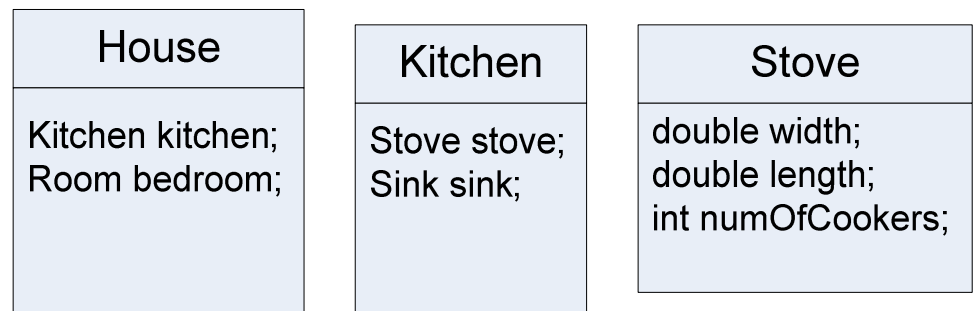 House
Kitchen kitchen;
Room bedroom;
Kitchen
Stove stove;
Sink sink;
Stove
double width;
double length;
int numOfCookers;